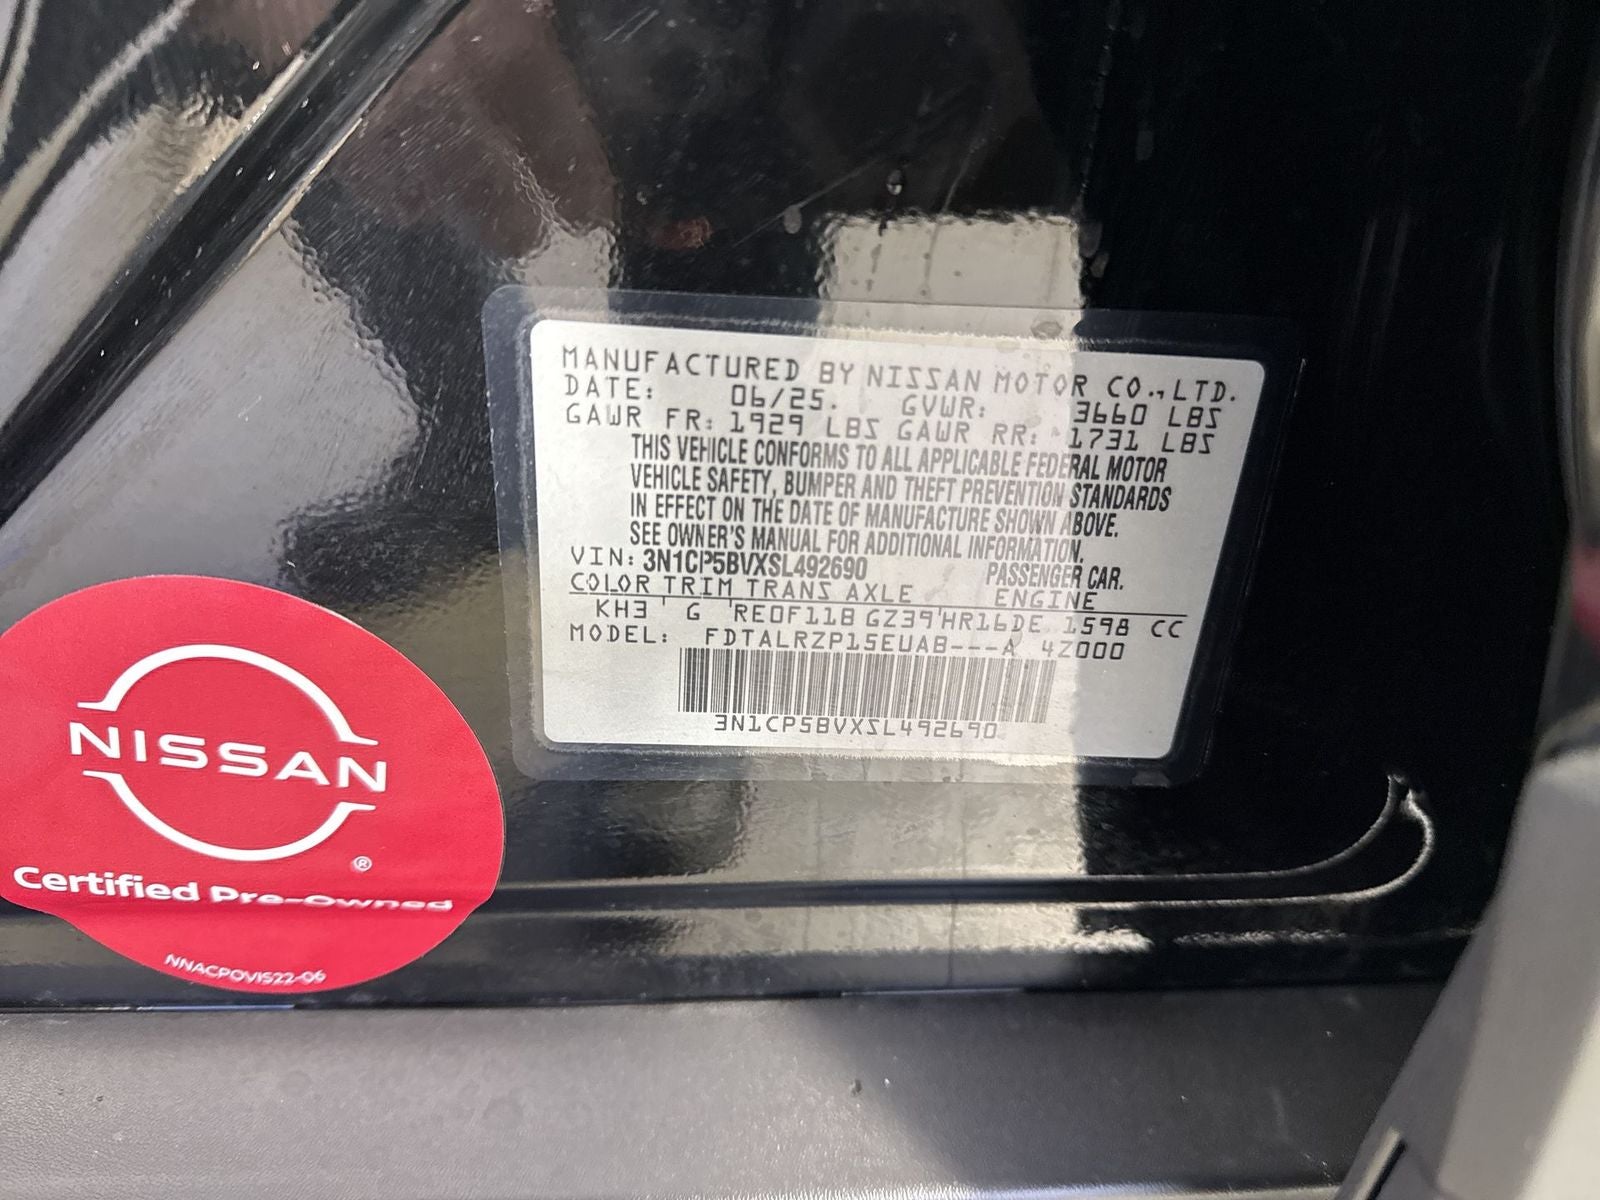 MANUFACTURED BY NISSAN MOTOR CO.,LTD.
DATE: 06/25. GVWR: 3660 LBS
GAWR FR: 1929 LBS GAWR RR: 1731 LBS
THIS VEHICLE CONFORMS TO ALL APPLICABLE FEDERAL MOTOR
VEHICLE SAFETY, BUMPER AND THEFT PREVENTION STANDARDS
IN EFFECT ON THE DATE OF MANUFACTURE SHOWN ABOVE.
SEE OWNER'S MANUAL FOR ADDITIONAL INFORMATION.
VIN: 3N1CP5BVXSL492690 PASSENGER CAR.
COLOR TRIM TRANS AXLE ENGINE
KH3 G RE0F11B GZ39 HR16DE 1598 CC
MODEL: FDTALRZP15EUAB---A 4Z000
3N1CP5BVXSL492690
NISSAN
®
Certified Pre-Owned
NNACPOVIS22-06